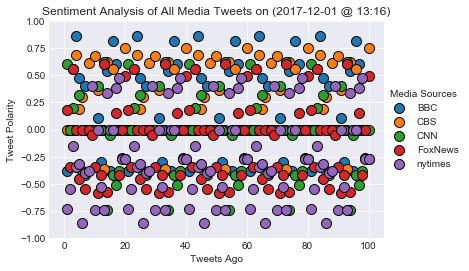 Sentiment Analysis of All Media Tweets on (2017-12-01 @ 13:16)
1.00
0.75
0.50
0.25
0.00
−0.25
−0.50
−0.75
−1.00
Tweet Polarity
0 20 40 60 80 100
Tweets Ago
Media Sources
BBC
CBS
CNN
FoxNews
nytimes